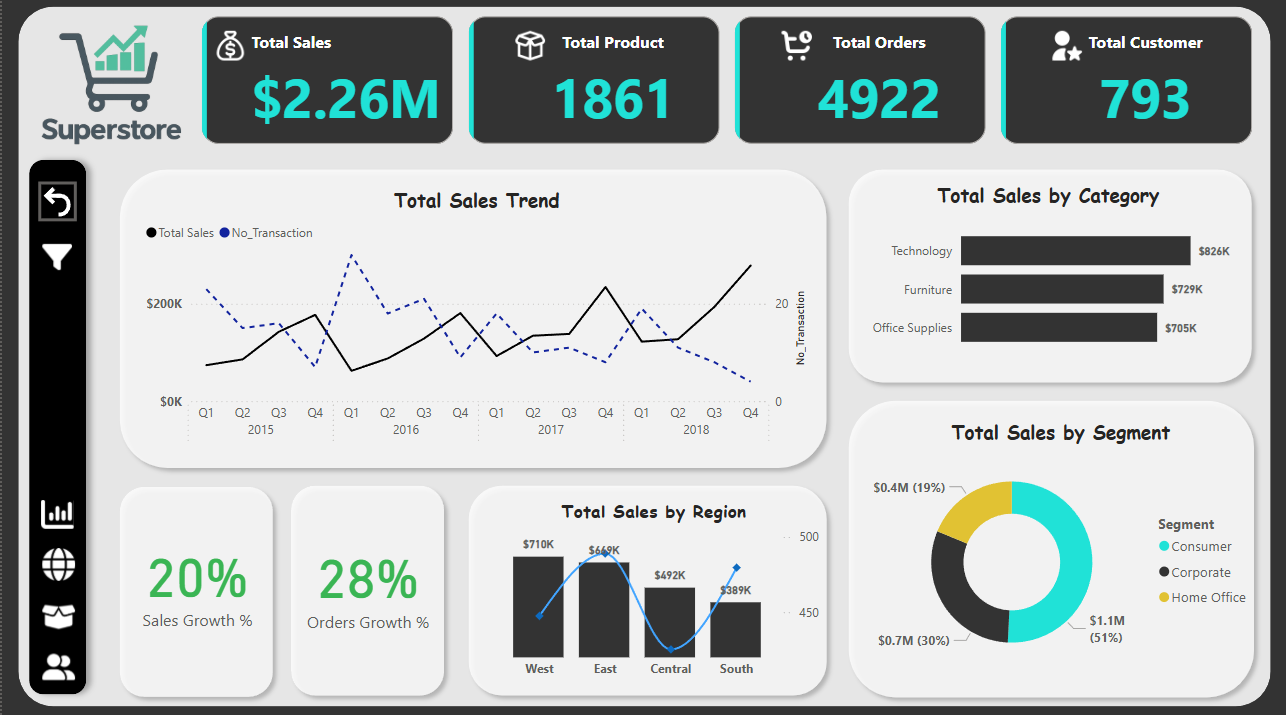 Superstore
Total Sales
$2.26M
Total Product
1861
Total Orders
4922
Total Customer
793
Total Sales Trend
Total Sales No_Transaction
$200K
$0K
20
0
No_Transaction
Q1 Q2 Q3 Q4 Q1 Q2 Q3 Q4 Q1 Q2 Q3 Q4 Q1 Q2 Q3 Q4
2015 2016 2017 2018
Total Sales by Category
Technology $826K
Furniture $729K
Office Supplies $705K
20%
Sales Growth %
28%
Orders Growth %
Total Sales by Region
500
450
$710K $669K $492K $389K
West East Central South
Total Sales by Segment
$0.4M (19%)
$0.7M (30%)
$1.1M
(51%)
Segment
Consumer
Corporate
Home Office